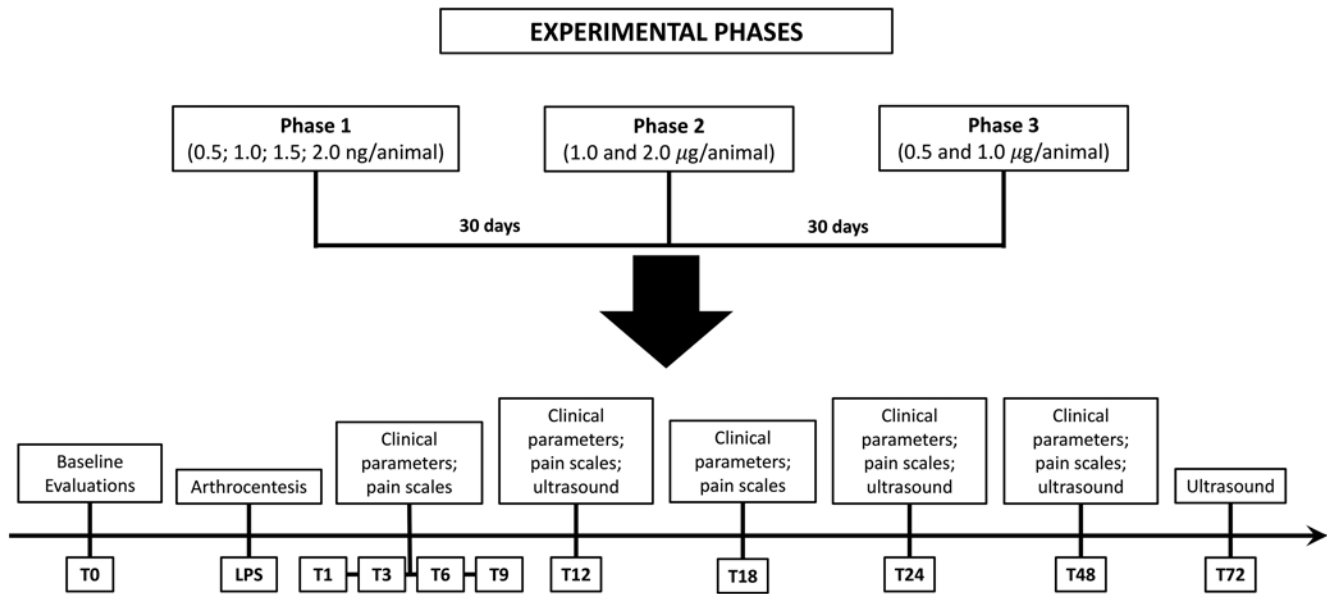 EXPERIMENTAL PHASES
Phase 1
(0.5; 1.0; 1.5; 2.0 ng/animal)
Phase 2
(1.0 and 2.0 μg/animal)
Phase 3
(0.5 and 1.0 μg/animal)
30 days
30 days
Baseline
Evaluations
Arthrocentesis
Clinical
parameters;
pain scales
Clinical
parameters;
pain scales;
ultrasound
Clinical
parameters;
pain scales
Clinical
parameters;
pain scales;
ultrasound
Clinical
parameters;
pain scales;
ultrasound
Ultrasound
T0
LPS
T1
T3
T6
T9
T12
T18
T24
T48
T72